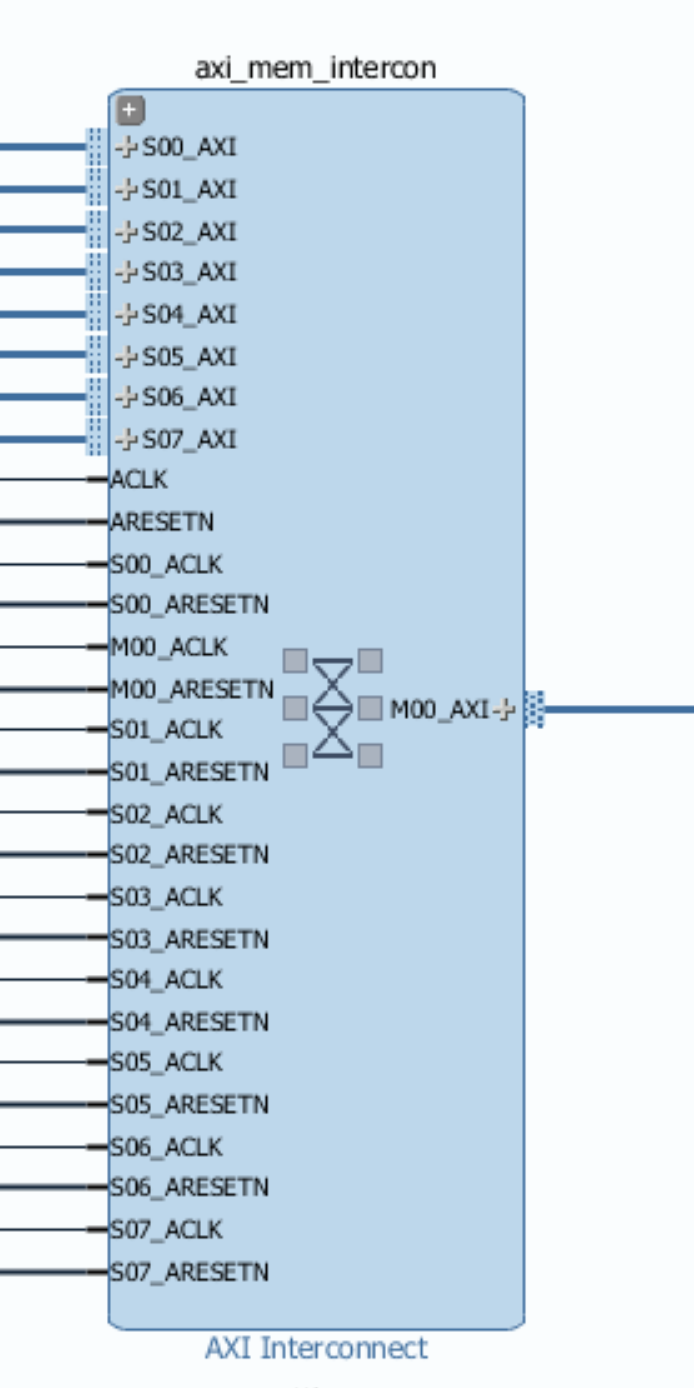 axi_mem_intercon
S00_AXI
S01_AXI
S02_AXI
S03_AXI
S04_AXI
S05_AXI
S06_AXI
S07_AXI
ACLK
ARESETN
S00_ACLK
S00_ARESETN
M00_ACLK
M00_ARESETN
M00_AXI
S01_ACLK
S01_ARESETN
S02_ACLK
S02_ARESETN
S03_ACLK
S03_ARESETN
S04_ACLK
S04_ARESETN
S05_ACLK
S05_ARESETN
S06_ACLK
S06_ARESETN
S07_ACLK
S07_ARESETN
AXI Interconnect